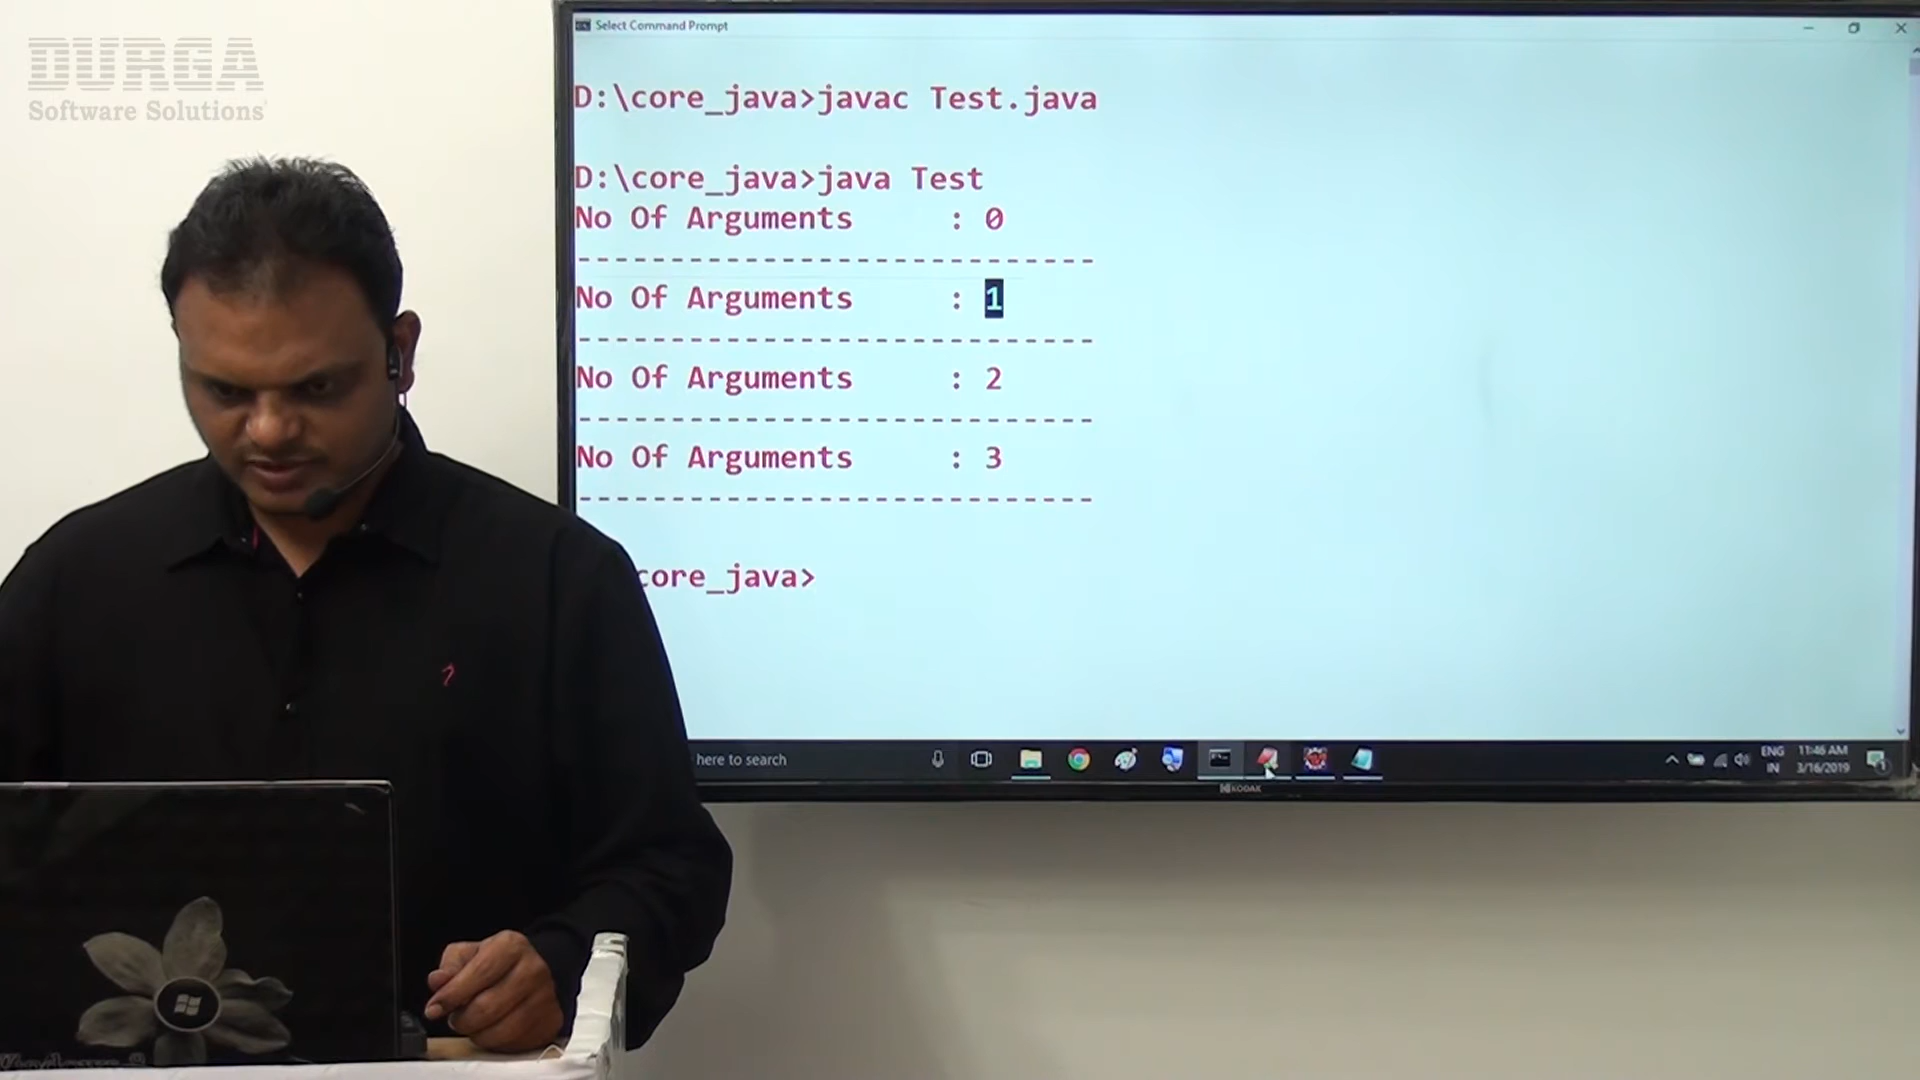 DURGA
Software Solutions
Select Command Prompt
D:\core_java>javac Test.java
D:\core_java>java Test
No Of Arguments : 0
----------------------------
No Of Arguments : 1
----------------------------
No Of Arguments : 2
----------------------------
No Of Arguments : 3
----------------------------
core_java>
here to search
ENG
IN
11:46 AM
3/16/2019
KODAK